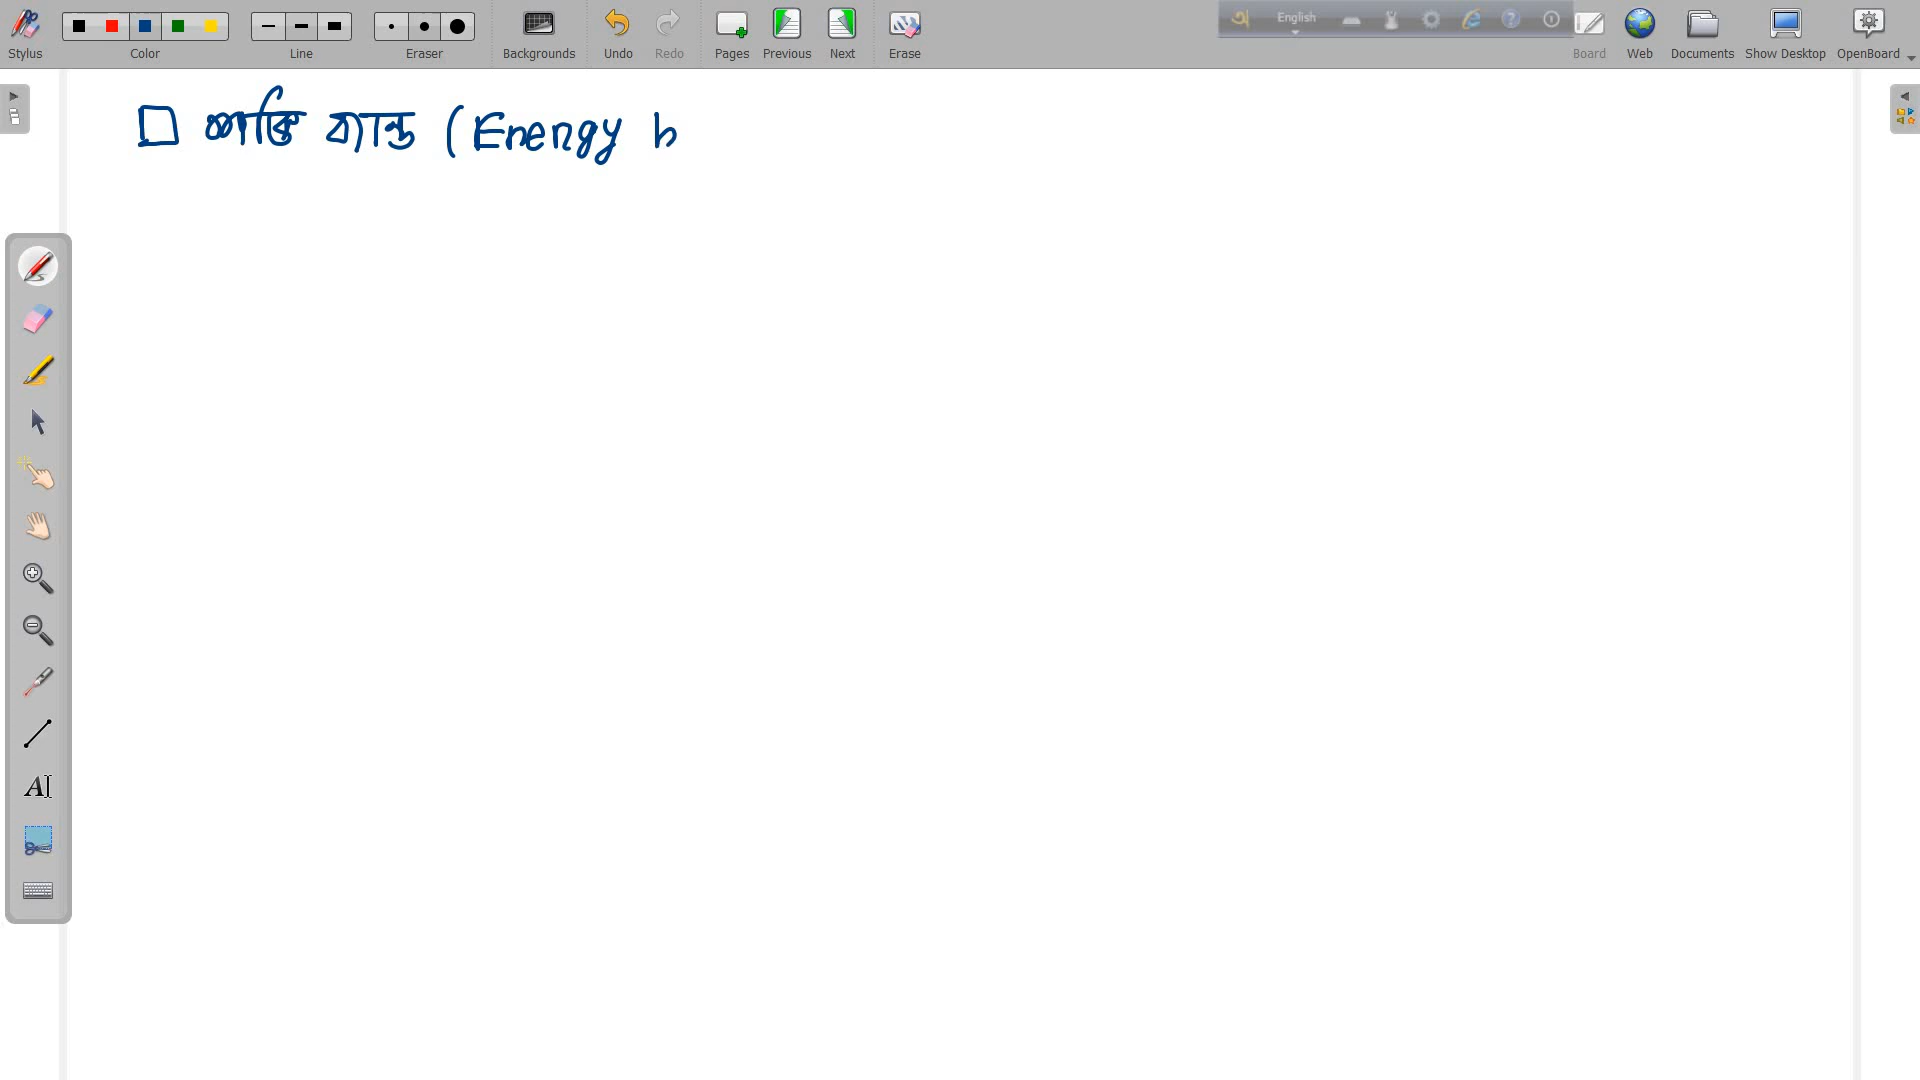 Stylus
Color
Line
Eraser
Backgrounds
Undo
Redo
Pages
Previous
Next
Erase
English
Board
Web
Documents
Show Desktop
OpenBoard
□ শক্তি ব্যান্ড (Energy b